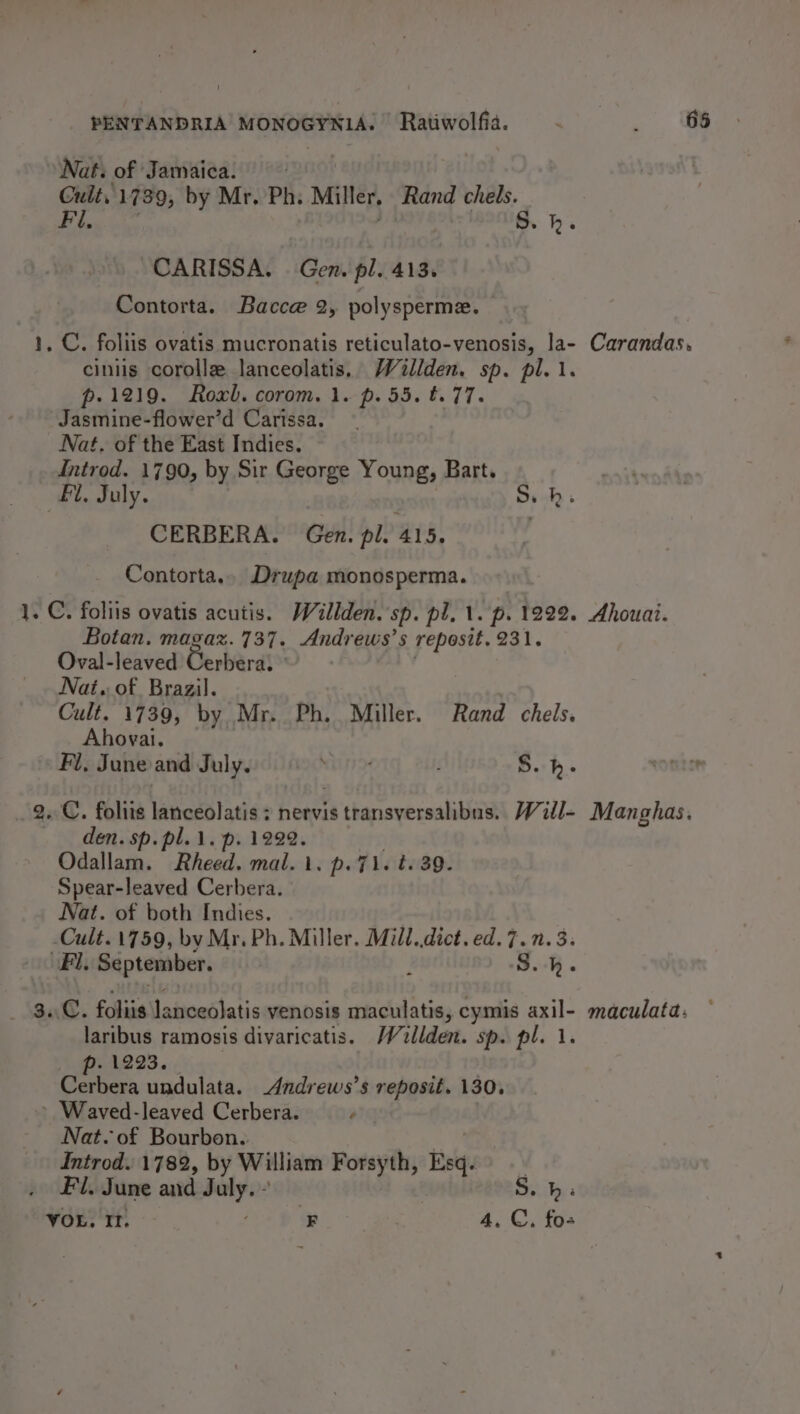 PENTANDRIA MONOGYNIA. Rauwolfia. 65
Nat. of Jamaica.
Cult. 1739, by Mr. Ph. Miller. Rand chels.
Fl. S. ♄.
CARISSA. Gen. pl. 413.
Contorta. Baccæ 2, polyspermæ.
1. C. foliis ovatis mucronatis reticulato-venosis, la- Carandas.
ciniis corollæ lanceolatis. Willden. sp. pl. 1.
p. 1219. Roxb. corom. 1. p. 55. t. 77.
Jasmine-flower'd Carissa.
Nat. of the East Indies.
Introd. 1790, by Sir George Young, Bart.
Fl. July. S. ♄.
CERBERA. Gen. pl. 415.
Contorta. Drupa monosperma.
1. C. foliis ovatis acutis. Willden. sp. pl. 1. p. 1222. Ahouai.
Botan. magaz. 737. Andrews's reposit. 231.
Oval-leaved Cerbera.
Nat. of Brazil.
Cult. 1739, by Mr. Ph. Miller. Rand chels.
Ahovai.
Fl. June and July. S. ♄.
2. C. foliis lanceolatis: nervis transversalibus. Will- Manghas.
den. sp. pl. 1. p. 1222.
Odallam. Rheed. mal. 1. p. 71. t. 39.
Spear-leaved Cerbera.
Nat. of both Indies.
Cult. 1759, by Mr. Ph. Miller. Mill. dict. ed. 7. n. 3.
Fl. September. S. ♄.
3. C. foliis lanceolatis venosis maculatis, cymis axil- maculata.
laribus ramosis divaricatis. Willden. sp. pl. 1.
p. 1223.
Cerbera undulata. Andrews's reposit. 130.
Waved-leaved Cerbera.
Nat. of Bourbon.
Introd. 1782, by William Forsyth, Esq.
Fl. June and July. S. ♄.
VOL. II. F 4. C. fo-